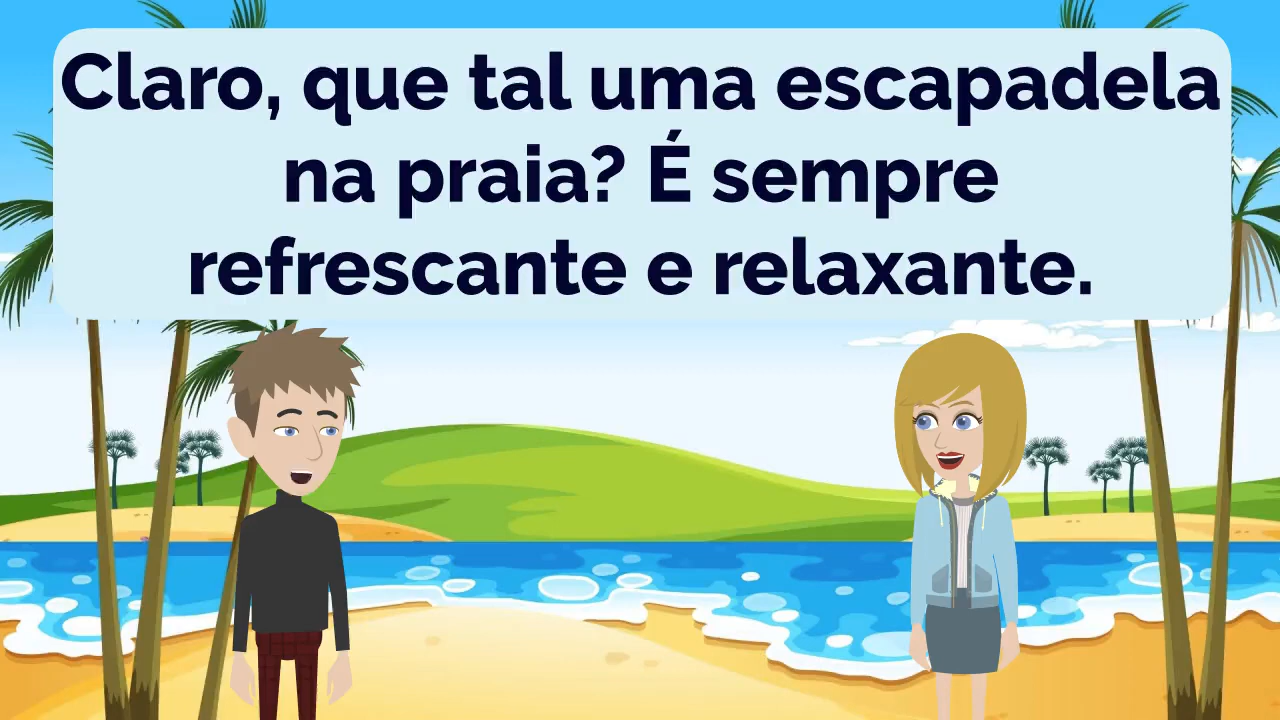 Claro, que tal uma escapadela
na praia? É sempre
refrescante e relaxante.